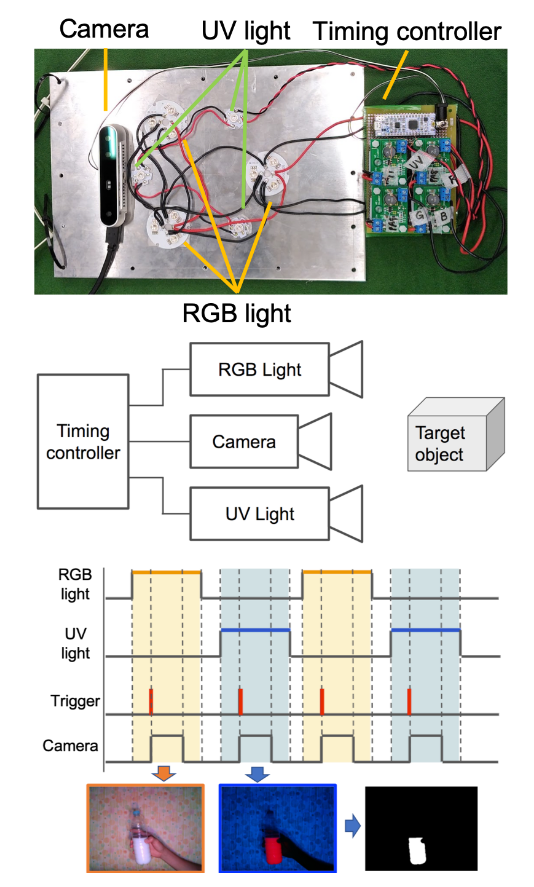 Camera
UV light
Timing controller
UV
R
G
B
RGB light
Timing
controller
RGB Light
Camera
UV Light
Target
object
RGB
light
UV
light
Trigger
Camera